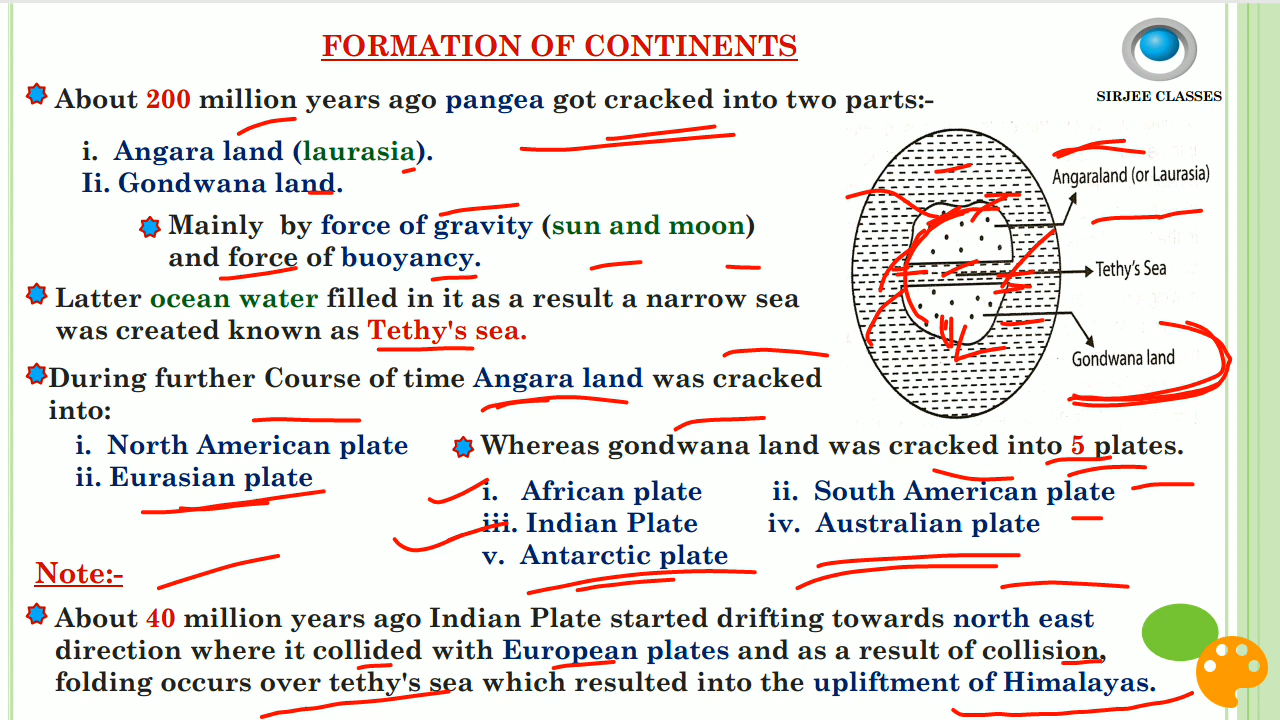 FORMATION OF CONTINENTS
SIRJEE CLASSES
About 200 million years ago pangea got cracked into two parts:-
i. Angara land (laurasia).
Ii. Gondwana land.
Mainly by force of gravity (sun and moon)
and force of buoyancy.
Latter ocean water filled in it as a result a narrow sea
was created known as Tethy's sea.
Angaraland (or Laurasia)
Tethy's Sea
Gondwana land
During further Course of time Angara land was cracked
into:
i. North American plate
ii. Eurasian plate
Whereas gondwana land was cracked into 5 plates.
i. African plate ii. South American plate
iii. Indian Plate iv. Australian plate
v. Antarctic plate
Note:-
About 40 million years ago Indian Plate started drifting towards north east
direction where it collided with European plates and as a result of collision,
folding occurs over tethy's sea which resulted into the upliftment of Himalayas.